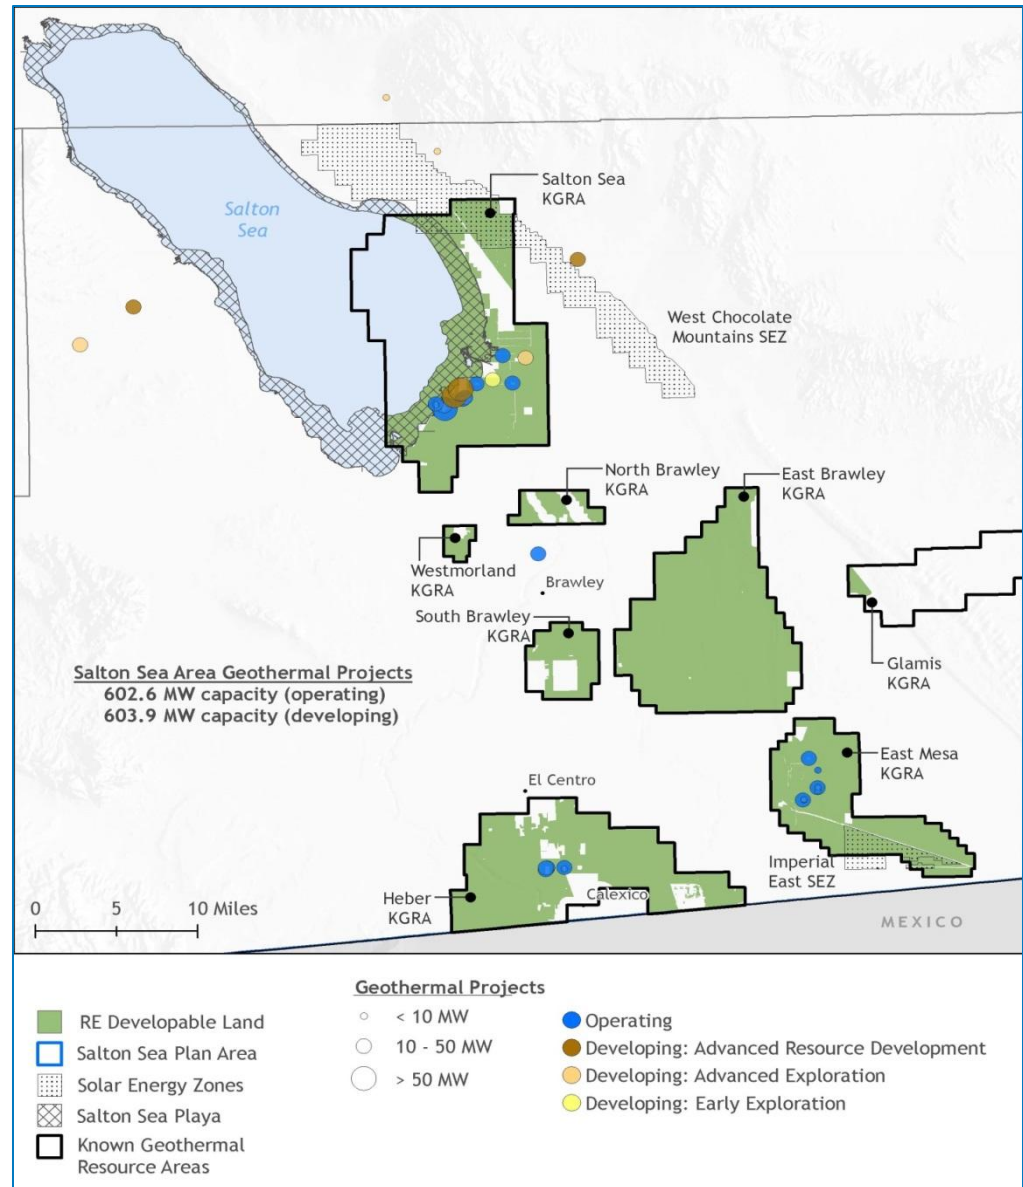 Salton Sea
KGRA
Salton
Sea
West Chocolate
Mountains SEZ
North Brawley
KGRA
East Brawley
KGRA
Westmorland
KGRA
Brawley
South Brawley
KGRA
Glamis
KGRA
Salton Sea Area Geothermal Projects
602.6 MW capacity (operating)
603.9 MW capacity (developing)
East Mesa
KGRA
El Centro
Imperial
East SEZ
Heber
KGRA
Calexico
0 5 10 Miles
MEXICO
Geothermal Projects
RE Developable Land
Salton Sea Plan Area
Solar Energy Zones
Salton Sea Playa
Known Geothermal
Resource Areas
< 10 MW
10 - 50 MW
> 50 MW
Operating
Developing: Advanced Resource Development
Developing: Advanced Exploration
Developing: Early Exploration